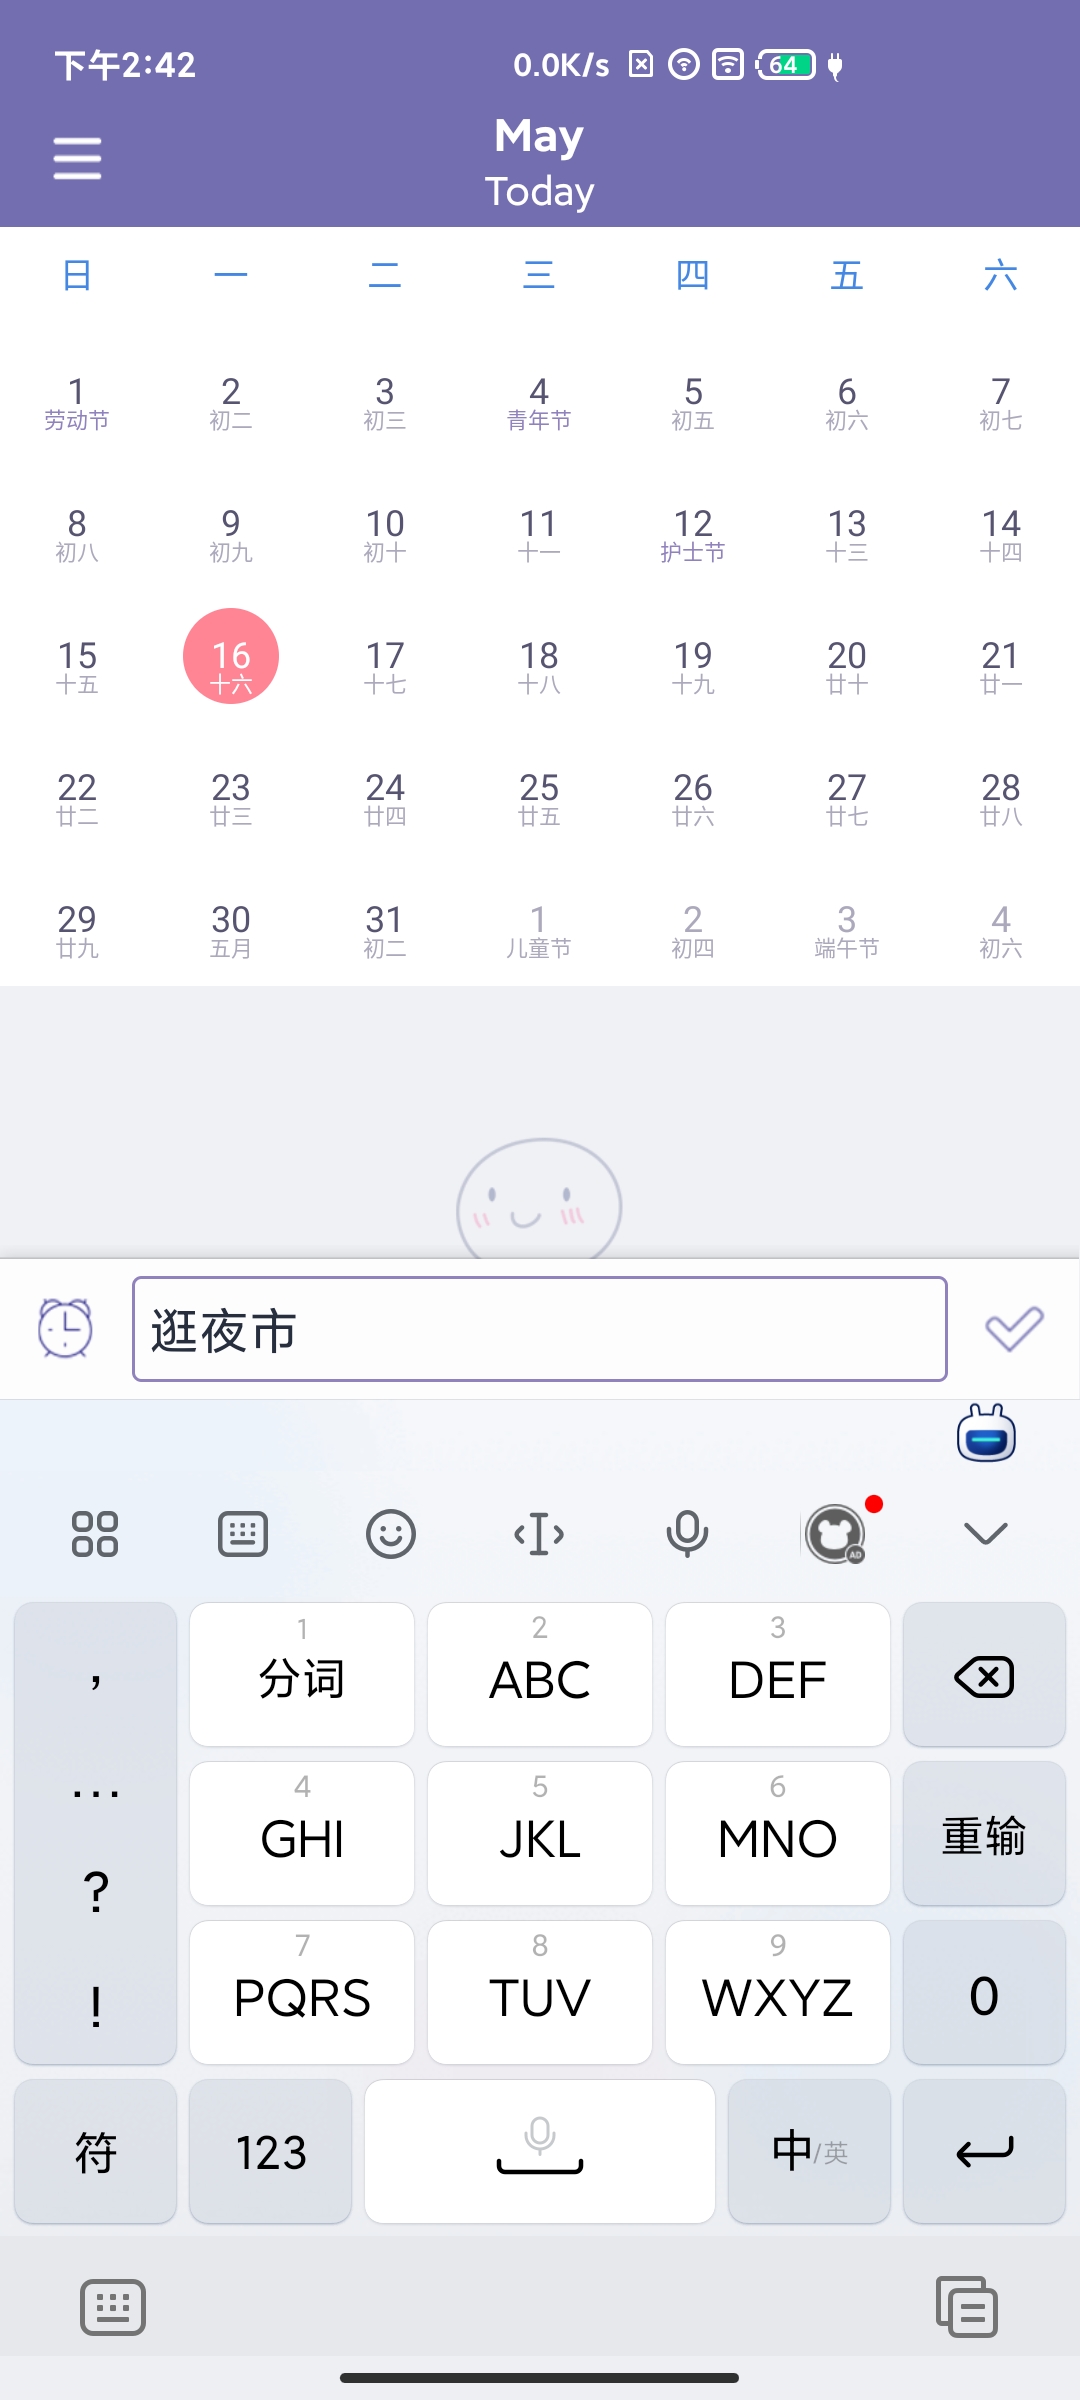 下午2:42 0.0K/s 64
May
Today
日 一 二 三 四 五 六
1 2 3 4 5 6 7
劳动节 初二 初三 青年节 初五 初六 初七
8 9 10 11 12 13 14
初八 初九 初十 十一 护士节 十三 十四
15 16 17 18 19 20 21
十五 十六 十七 十八 十九 廿十 廿一
22 23 24 25 26 27 28
廿二 廿三 廿四 廿五 廿六 廿七 廿八
29 30 31 1 2 3 4
廿九 五月 初二 儿童节 初四 端午节 初六
逛夜市
AD
, 1 分词 2 ABC 3 DEF
... 4 GHI 5 JKL 6 MNO 重输
?
! 7 PQRS 8 TUV 9 WXYZ 0
符 123 中/英